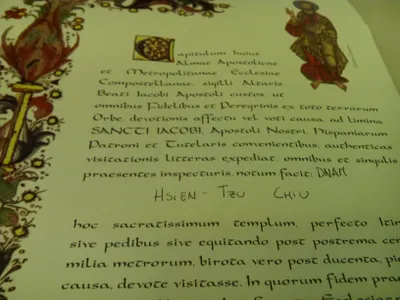 Capitulum huius
Almae Apostolicae
et Metropolitanae Ecclesiae
Compostellanae, sigilli Altaris
Beati Iacobi Apostoli custos, ut
omnibus Fidelibus et Peregrinis ex toto terrarum
Orbe, devotionis affectu vel voti causa, ad limina
SANCTI IACOBI, Apostoli Nostri, Hispaniarum
Patroni et Tutelaris convenientibus, authenticas
visitationis litteras expediat, omnibus et singulis
praesentes inspecturis, notum facit: DNAM
HSIEN-TZU CHIU
hoc sacratissimum templum, perfecto Itin
sive pedibus sive equitando post postrema cen
milia metrorum, birota vero post ducenta, pie
causa, devote visitasse. In quorum fidem prae